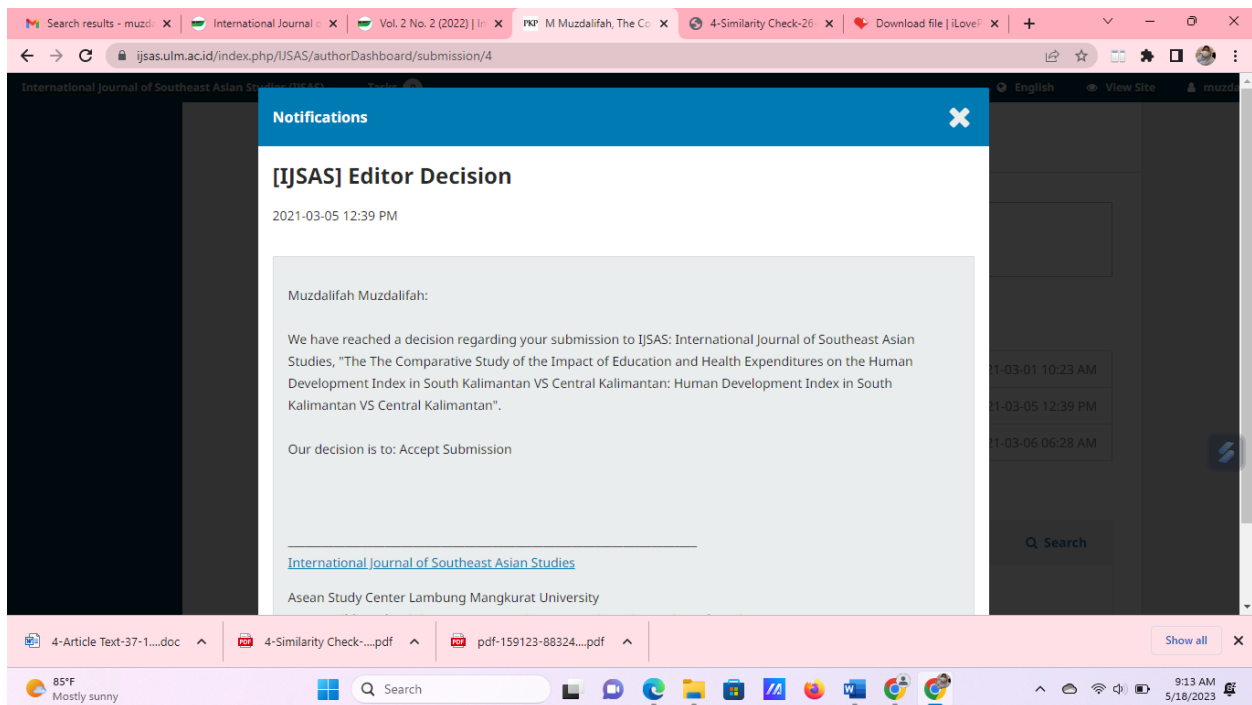 Search results - muzd
International Journal o
Vol. 2 No. 2 (2022) | In
PKP M Muzdalifah, The Co
4-Similarity Check-26-
Download file | iLoveP
ijsas.ulm.ac.id/index.php/IJSAS/authorDashboard/submission/4
International Journal of Southeast Asian Studies (IJSAS) Tasks
English View Site muzda
Notifications
[IJSAS] Editor Decision
2021-03-05 12:39 PM
Muzdalifah Muzdalifah:
We have reached a decision regarding your submission to IJSAS: International Journal of Southeast Asian
Studies, "The The Comparative Study of the Impact of Education and Health Expenditures on the Human
Development Index in South Kalimantan VS Central Kalimantan: Human Development Index in South
Kalimantan VS Central Kalimantan".
Our decision is to: Accept Submission
21-03-01 10:23 AM
21-03-05 12:39 PM
21-03-06 06:28 AM
Search
International Journal of Southeast Asian Studies
Asean Study Center Lambung Mangkurat University
4-Article Text-37-1....doc
4-Similarity Check-....pdf
pdf-159123-88324....pdf
Show all
85°F
Mostly sunny
Search
9:13 AM
5/18/2023